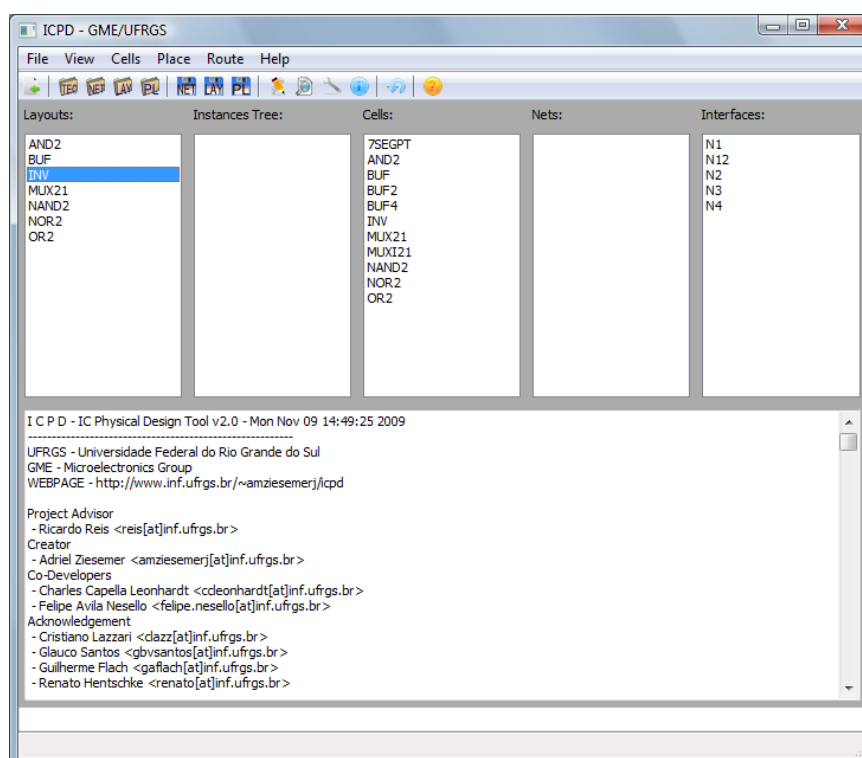 ICPD - GME/UFRGS
File View Cells Place Route Help
TEC NET LAY PL NET LAY PL
Layouts: Instances Tree: Cells: Nets: Interfaces:
AND2
BUF
INV
MUX21
NAND2
NOR2
OR2
7SEGPT
AND2
BUF
BUF2
BUF4
INV
MUX21
MUXI21
NAND2
NOR2
OR2
N1
N12
N2
N3
N4
I C P D - IC Physical Design Tool v2.0 - Mon Nov 09 14:49:25 2009
--------------------------------------------------------
UFRGS - Universidade Federal do Rio Grande do Sul
GME - Microelectronics Group
WEBPAGE - http://www.inf.ufrgs.br/~amziesemerj/icpd
Project Advisor
- Ricardo Reis <reis[at]inf.ufrgs.br>
Creator
- Adriel Ziesemer <amziesemerj[at]inf.ufrgs.br>
Co-Developers
- Charles Capella Leonhardt <ccleonhardt[at]inf.ufrgs.br>
- Felipe Avila Nesello <felipe.nesello[at]inf.ufrgs.br>
Acknowledgement
- Cristiano Lazzari <clazz[at]inf.ufrgs.br>
- Glauco Santos <gbvsantos[at]inf.ufrgs.br>
- Guilherme Flach <gaflach[at]inf.ufrgs.br>
- Renato Hentschke <renato[at]inf.ufrgs.br>